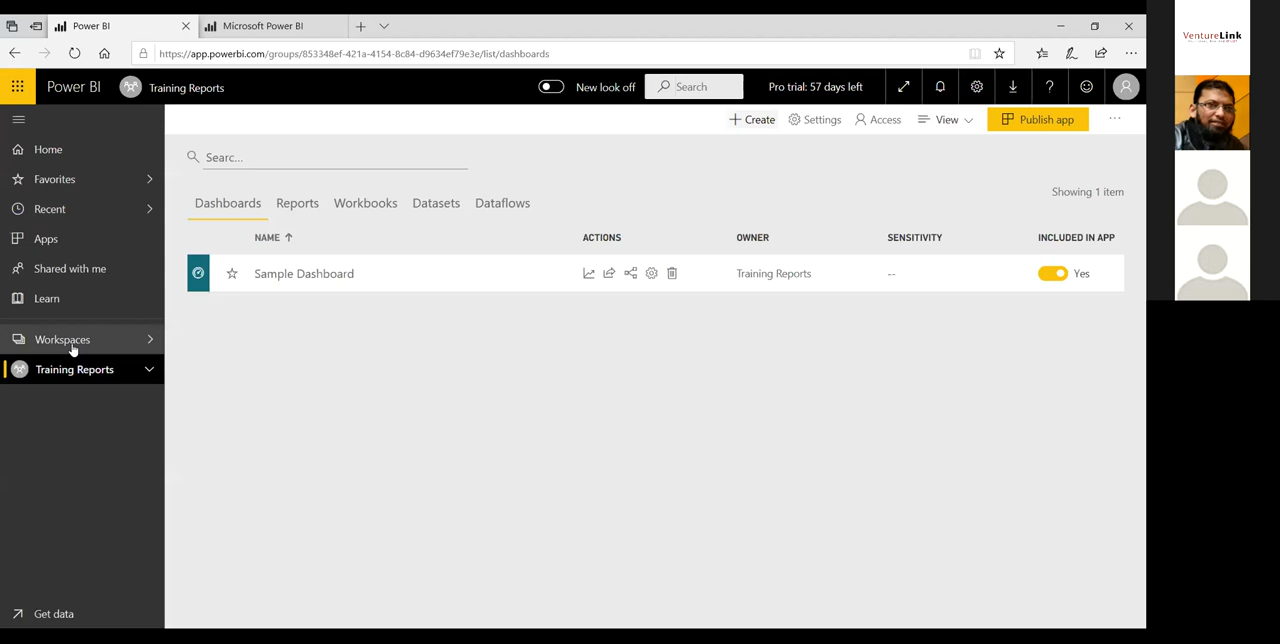 Power BI
Microsoft Power BI
https://app.powerbi.com/groups/853348ef-421a-4154-8c84-d9634ef79e3e/list/dashboards
Power BI
Training Reports
New look off
Search
Pro trial: 57 days left
Create
Settings
Access
View
Publish app
Home
Favorites
Recent
Apps
Shared with me
Learn
Workspaces
Training Reports
Get data
Searc...
Showing 1 item
Dashboards
Reports
Workbooks
Datasets
Dataflows
NAME
ACTIONS
OWNER
SENSITIVITY
INCLUDED IN APP
Sample Dashboard
Training Reports
--
Yes
VentureLink